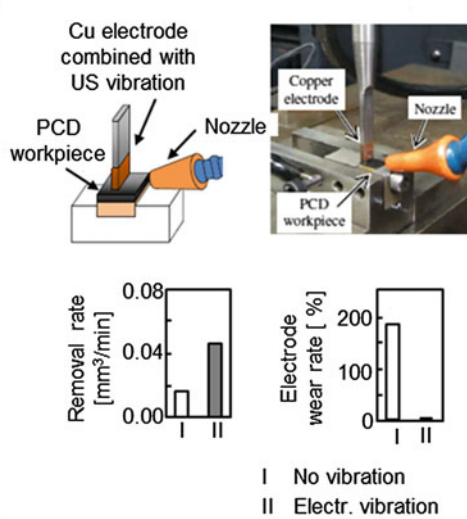 Cu electrode
combined with
US vibration
PCD
workpiece
Nozzle
Copper
electrode
Nozzle
PCD
workpiece
Removal rate
[mm³/min]
0.08
0.04
0.00
I II
Electrode
wear rate [ %]
200
100
0
I II
I No vibration
II Electr. vibration